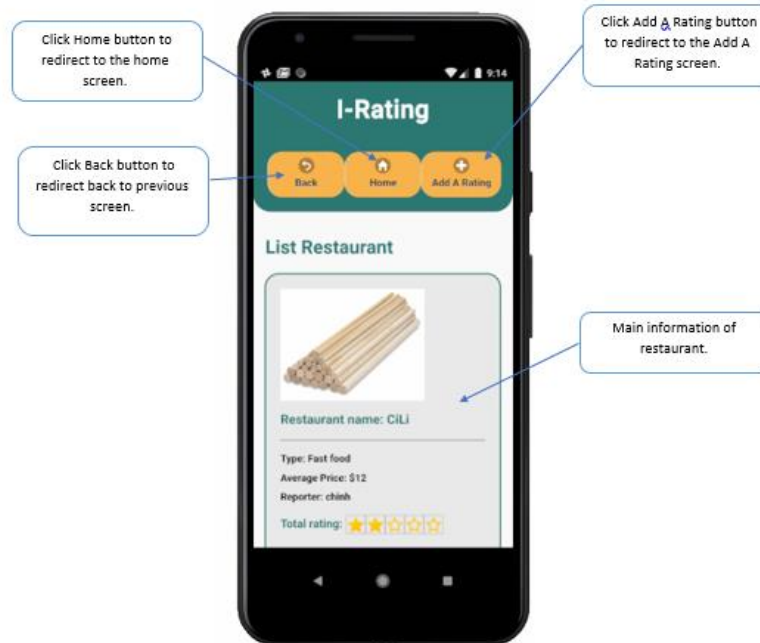 Click Home button to
redirect to the home
screen.
Click Add A Rating button
to redirect to the Add A
Rating screen.
9:14
I-Rating
Click Back button to
redirect back to previous
screen.
Back
Home
Add A Rating
List Restaurant
Main information of
restaurant.
Restaurant name: CiLi
Type: Fast food
Average Price: $12
Reporter: chinh
Total rating: